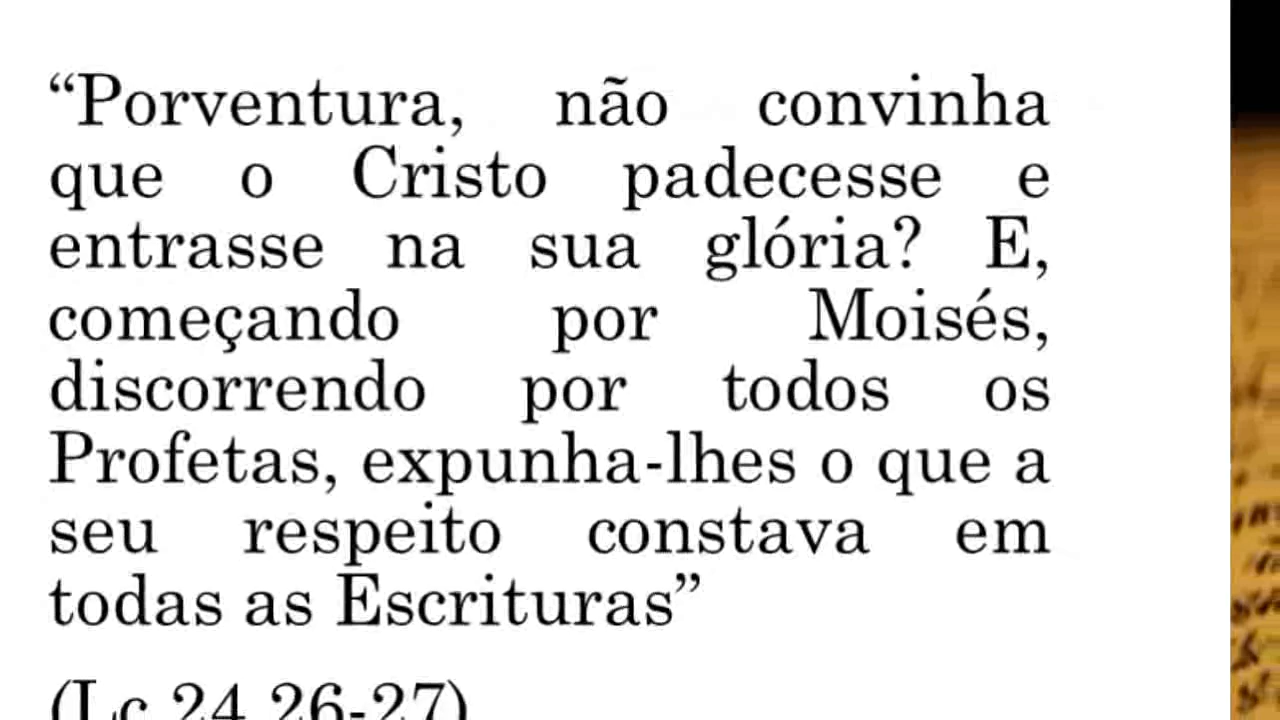 “Porventura, não convinha
que o Cristo padecesse e
entrasse na sua glória? E,
começando por Moisés,
discorrendo por todos os
Profetas, expunha-lhes o que a
seu respeito constava em
todas as Escrituras”
(Lc 24 26-27)